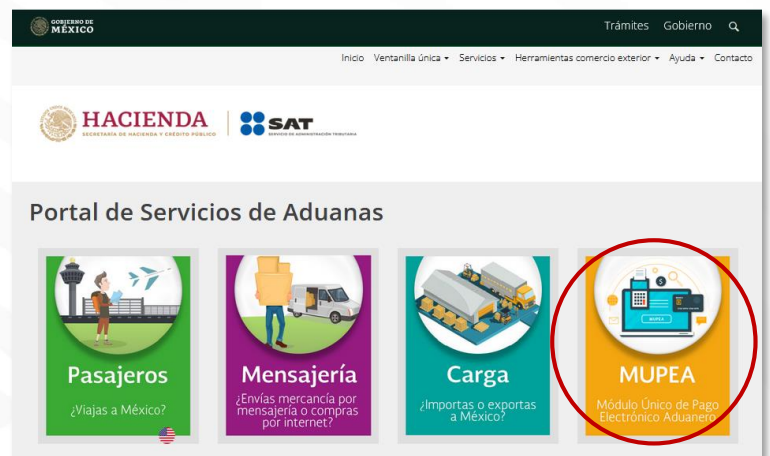 GOBIERNO DE
MÉXICO
Trámites Gobierno
Inicio Ventanilla única Servicios Herramientas comercio exterior Ayuda Contacto
HACIENDA
SECRETARÍA DE HACIENDA Y CRÉDITO PÚBLICO
SAT
SERVICIO DE ADMINISTRACIÓN TRIBUTARIA
Portal de Servicios de Aduanas
Pasajeros
¿Viajas a México?
Mensajería
¿Envías mercancía por
mensajería o compras
por internet?
Carga
¿Importas o exportas
a México?
MUPEA
MUPEA
Módulo Único de Pago
Electrónico Aduanero